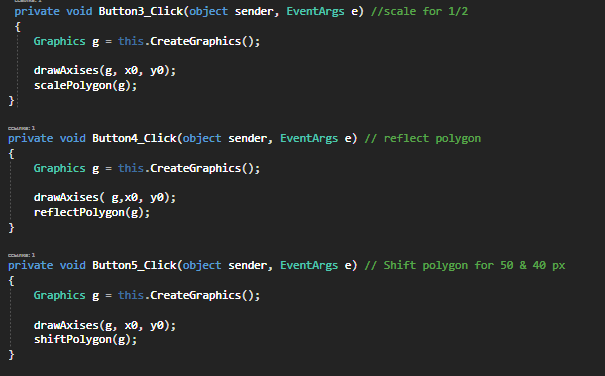 private void Button3_Click(object sender, EventArgs e) //scale for 1/2
{
Graphics g = this.CreateGraphics();
drawAxises(g, x0, y0);
scalePolygon(g);
}
ссылка: 1
private void Button4_Click(object sender, EventArgs e) // reflect polygon
{
Graphics g = this.CreateGraphics();
drawAxises( g,x0, y0);
reflectPolygon(g);
}
ссылка: 1
private void Button5_Click(object sender, EventArgs e) // Shift polygon for 50 & 40 px
{
Graphics g = this.CreateGraphics();
drawAxises(g, x0, y0);
shiftPolygon(g);
}